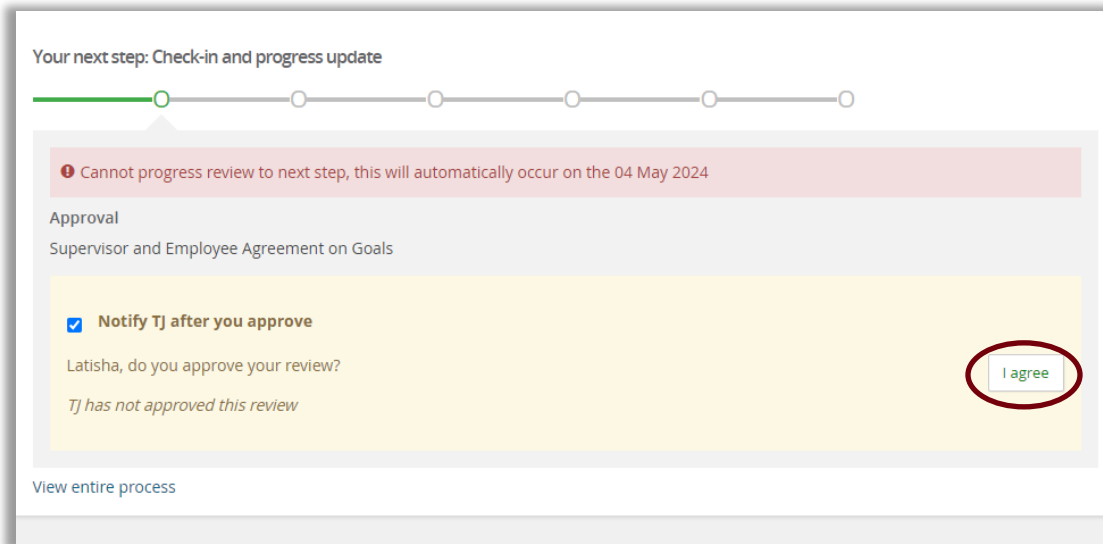 Your next step: Check-in and progress update
Cannot progress review to next step, this will automatically occur on the 04 May 2024
Approval
Supervisor and Employee Agreement on Goals
Notify TJ after you approve
Latisha, do you approve your review?
I agree
TJ has not approved this review
View entire process